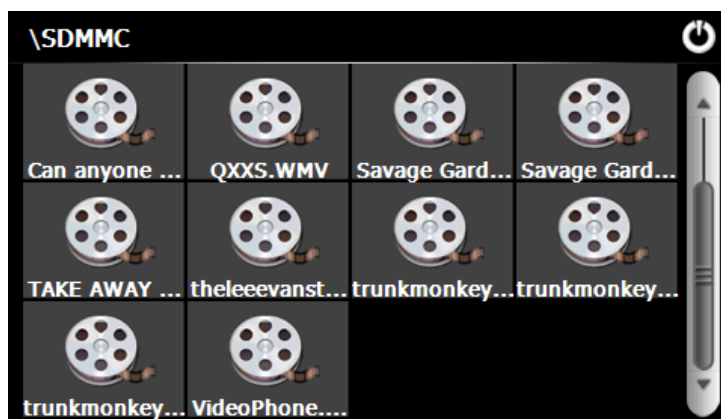 \SDMMC
Can anyone ...
QXXS.WMV
Savage Gard...
Savage Gard...
TAKE AWAY ...
theleeevanst...
trunkmonkey...
trunkmonkey...
trunkmonkey...
VideoPhone....